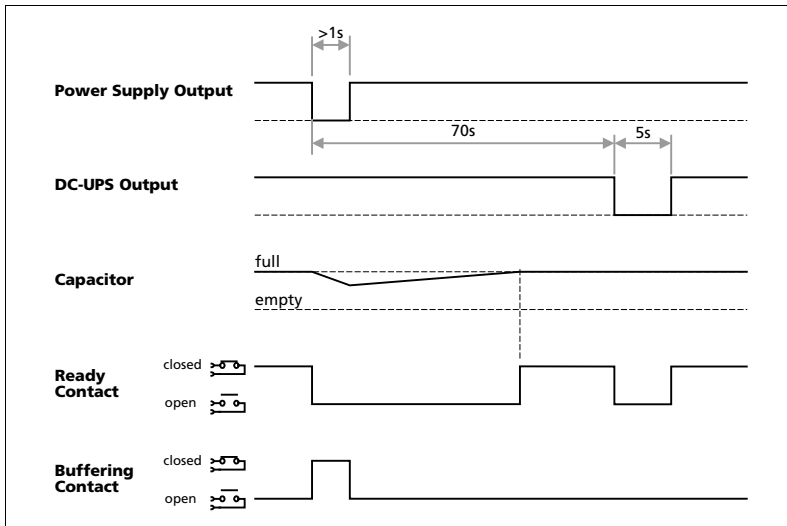 >1s
Power Supply Output
70s
5s
DC-UPS Output
full
Capacitor
empty
closed
Ready
Contact
open
closed
Buffering
Contact
open